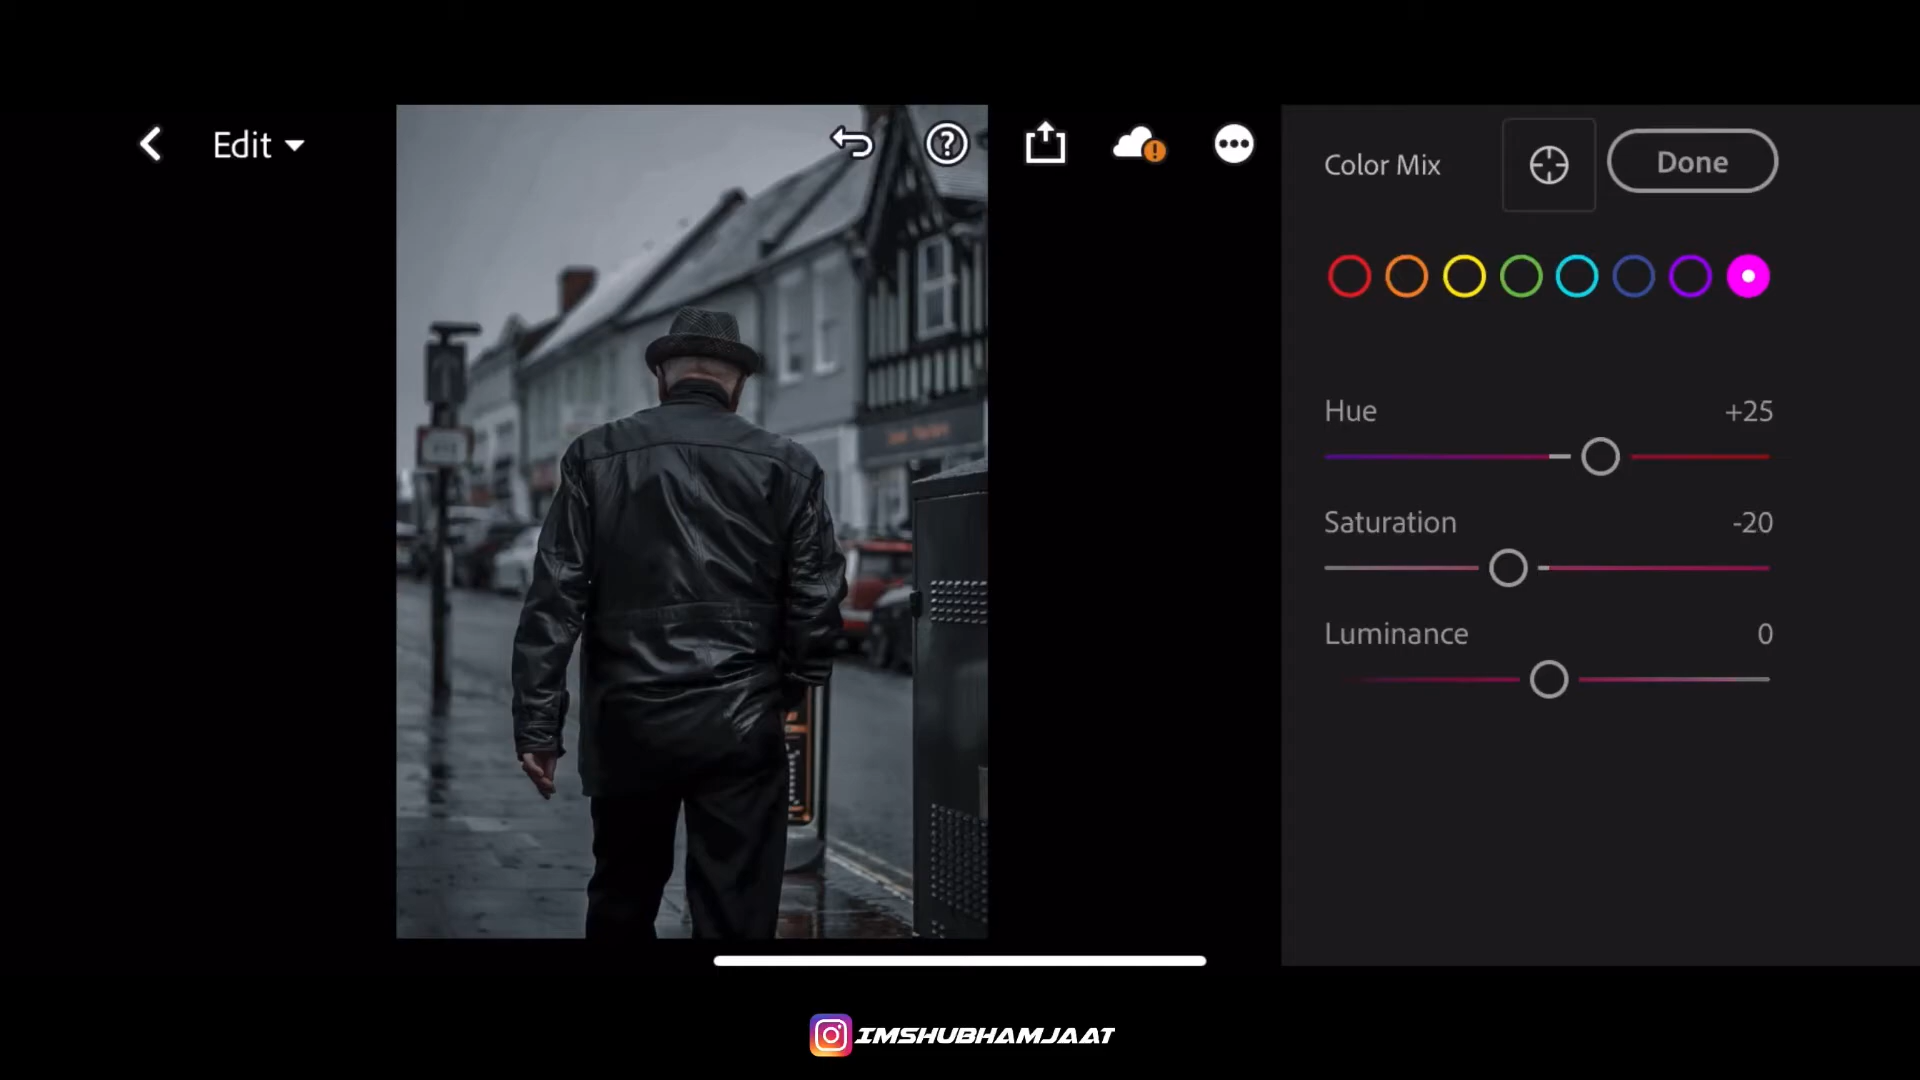 Edit
Color Mix
Done
Hue
+25
Saturation
-20
Luminance
0
IMSHUBHAMJAAT